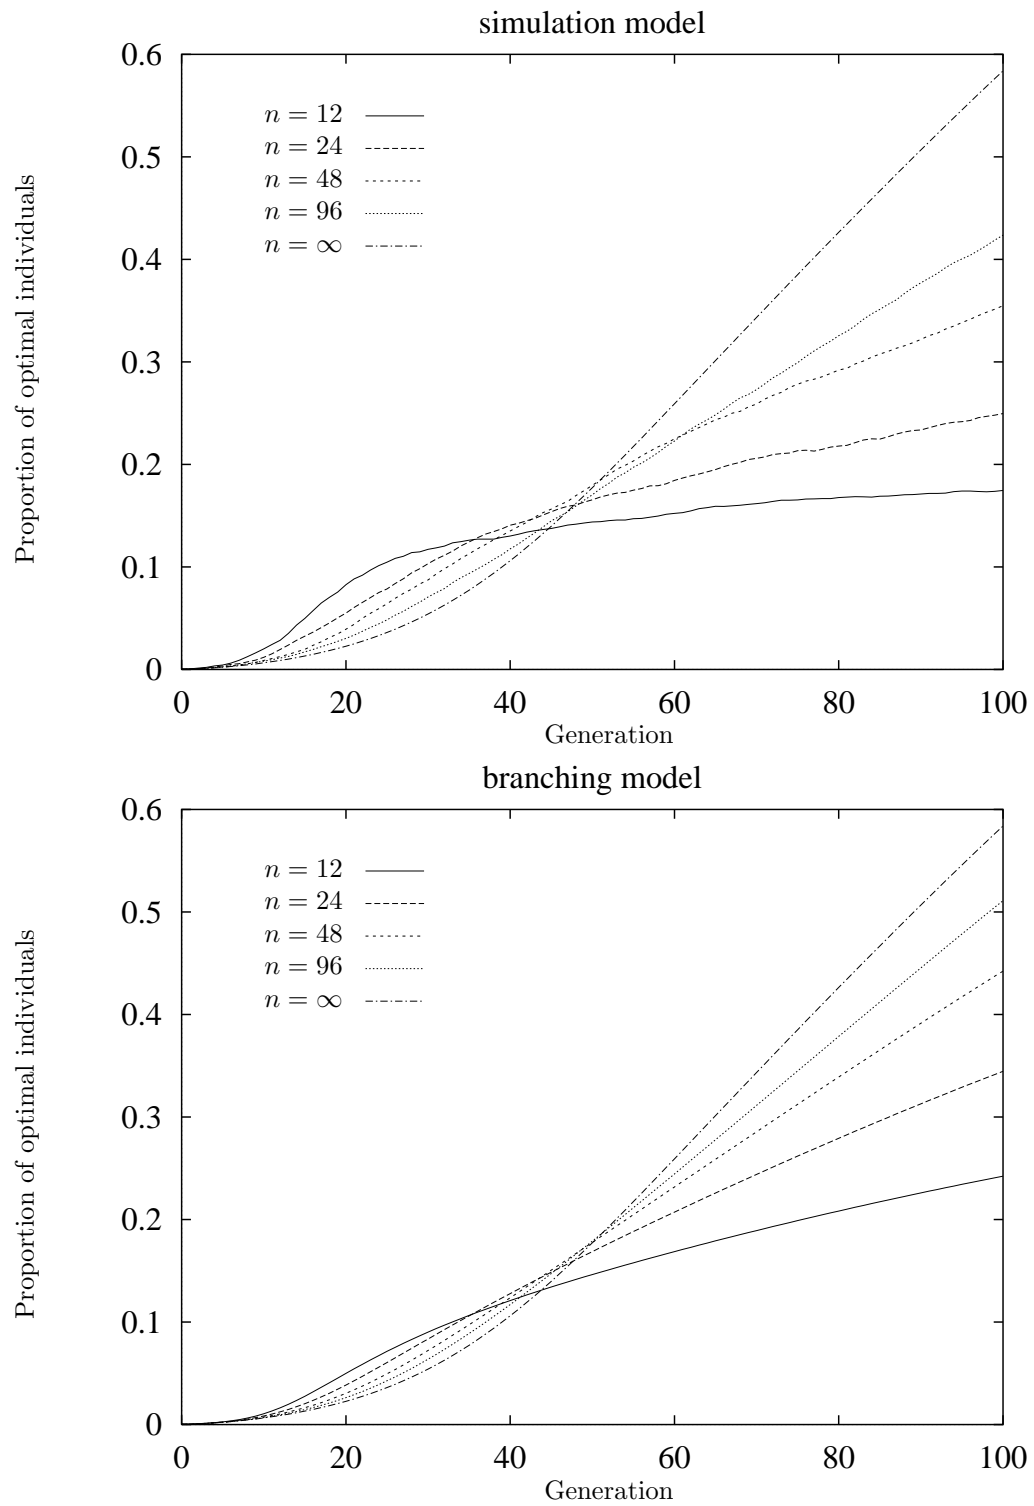 simulation model
0.6
0.5
0.4
0.3
0.2
0.1
0
Proportion of optimal individuals
n = 12
n = 24
n = 48
n = 96
n = ∞
0 20 40 60 80 100
Generation
branching model
0.6
0.5
0.4
0.3
0.2
0.1
0
Proportion of optimal individuals
n = 12
n = 24
n = 48
n = 96
n = ∞
0 20 40 60 80 100
Generation